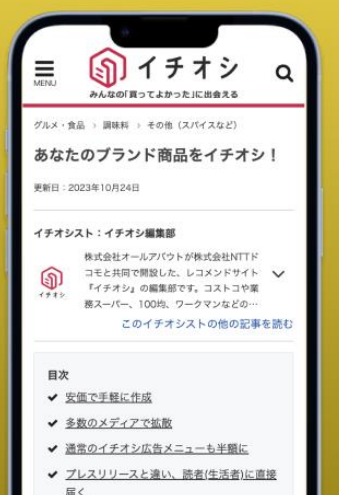 イチオシ
MENU
みんなの「買ってよかった」に出会える
グルメ・食品 › 調味料 › その他（スパイスなど）
あなたのブランド商品をイチオシ！
更新日：2023年10月24日
イチオシスト：イチオシ編集部
株式会社オールアバウトが株式会社NTTド
コモと共同で開設した、レコメンドサイト
『イチオシ』の編集部です。コストコや業
務スーパー、100均、ワークマンなどの…
イチオシ
このイチオシストの他の記事を読む
目次
✔ 安価で手軽に作成
✔ 多数のメディアで拡散
✔ 通常のイチオシ広告メニューも半額に
✔ プレスリリースと違い、読者(生活者)に直接
届く